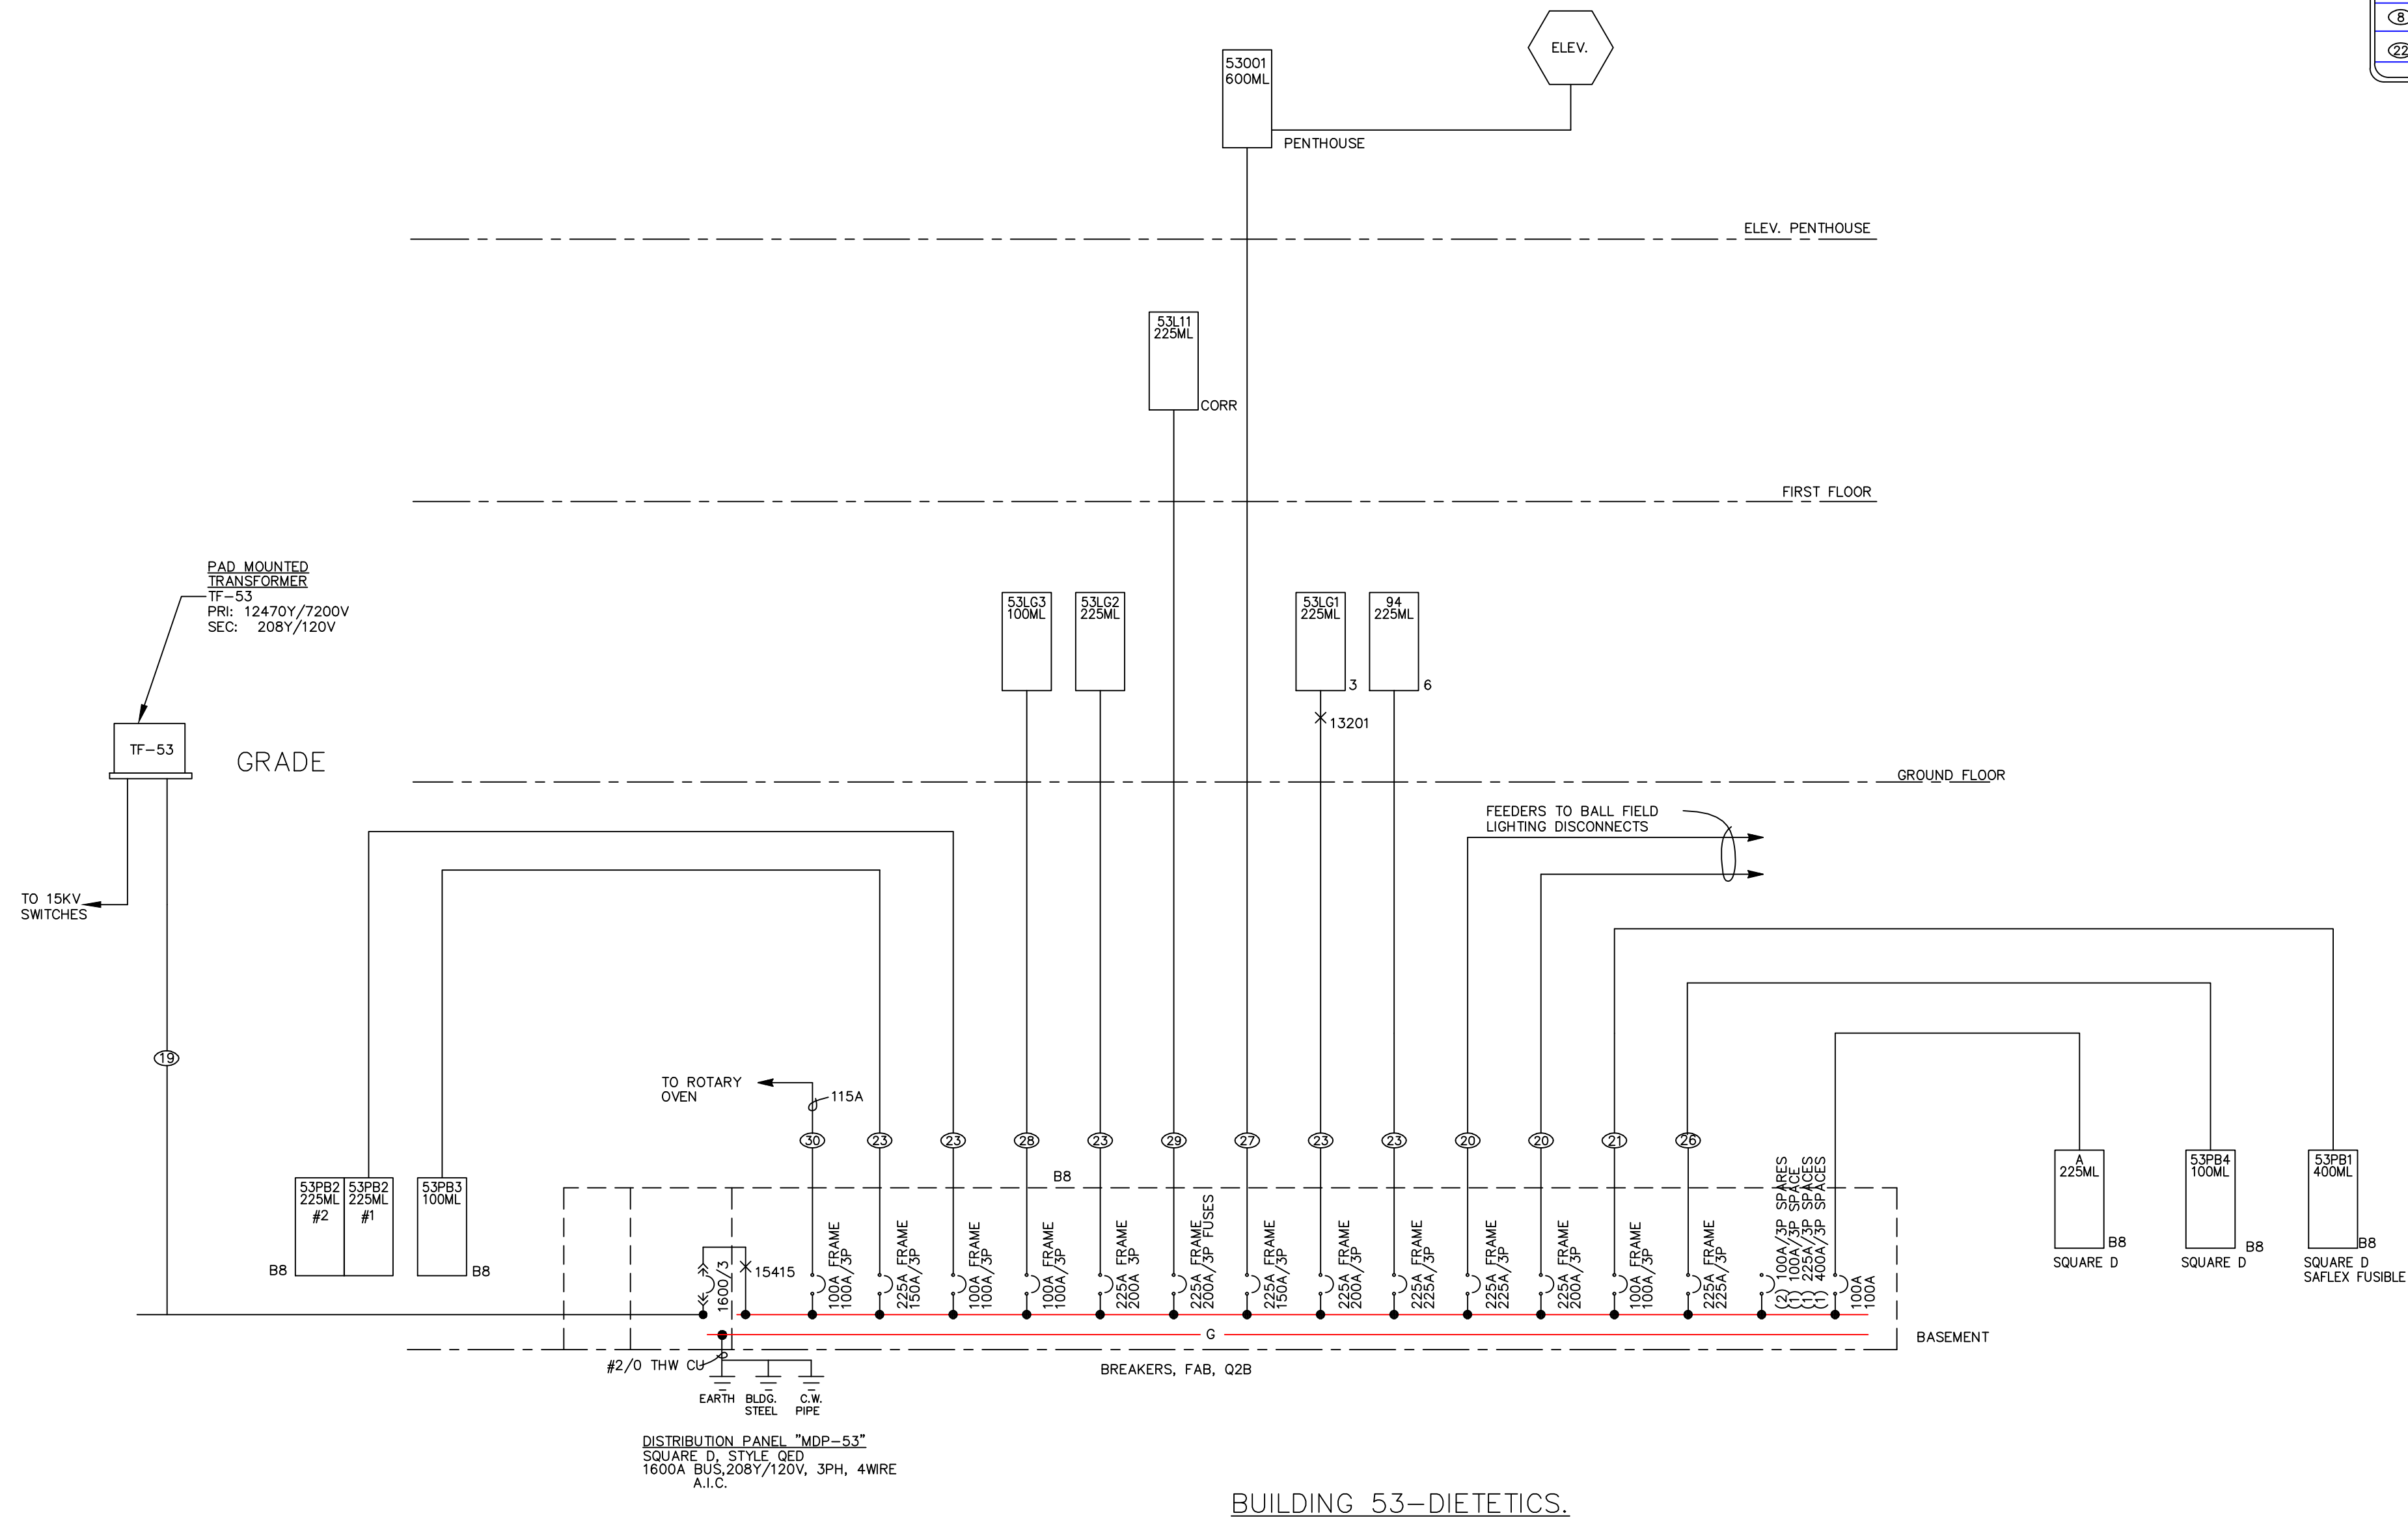 8
22
ELEV.
53001
600ML
PENTHOUSE
ELEV. PENTHOUSE
53L11
225ML
CORR
FIRST FLOOR
PAD MOUNTED
TRANSFORMER
TF-53
PRI: 12470Y/7200V
SEC: 208Y/120V
53LG3
100ML
53LG2
225ML
53LG1
225ML
3
94
225ML
6
13201
TF-53
GRADE
GROUND FLOOR
FEEDERS TO BALL FIELD
LIGHTING DISCONNECTS
TO 15KV
SWITCHES
19
TO ROTARY
OVEN
115A
30
23
23
28
23
29
27
23
23
20
20
21
26
53PB2
225ML
#2
53PB2
225ML
#1
B8
53PB3
100ML
B8
B8
A
225ML
B8
SQUARE D
53PB4
100ML
B8
SQUARE D
53PB1
400ML
B8
SQUARE D
SAFLEX FUSIBLE
1600/3
15415
100A FRAME
100A/3P
225A FRAME
150A/3P
100A FRAME
100A/3P
100A FRAME
100A/3P
225A FRAME
200A 3P
225A FRAME
200A/3P FUSES
225A FRAME
150A/3P
225A FRAME
200A/3P
225A FRAME
225A/3P
225A FRAME
225A/3P
225A FRAME
200A/3P
100A FRAME
100A/3P
225A FRAME
225A/3P
(2) 100A/3P SPARES
(1) 100A/3P SPACE
(1) 225A/3P SPACES
(1) 400A/3P SPACES
100A
100A
G
BASEMENT
#2/0 THW CU
BREAKERS, FAB, Q2B
EARTH
BLDG.
STEEL
C.W.
PIPE
DISTRIBUTION PANEL "MDP-53"
SQUARE D, STYLE QED
1600A BUS,208Y/120V, 3PH, 4WIRE
A.I.C.
BUILDING 53-DIETETICS.